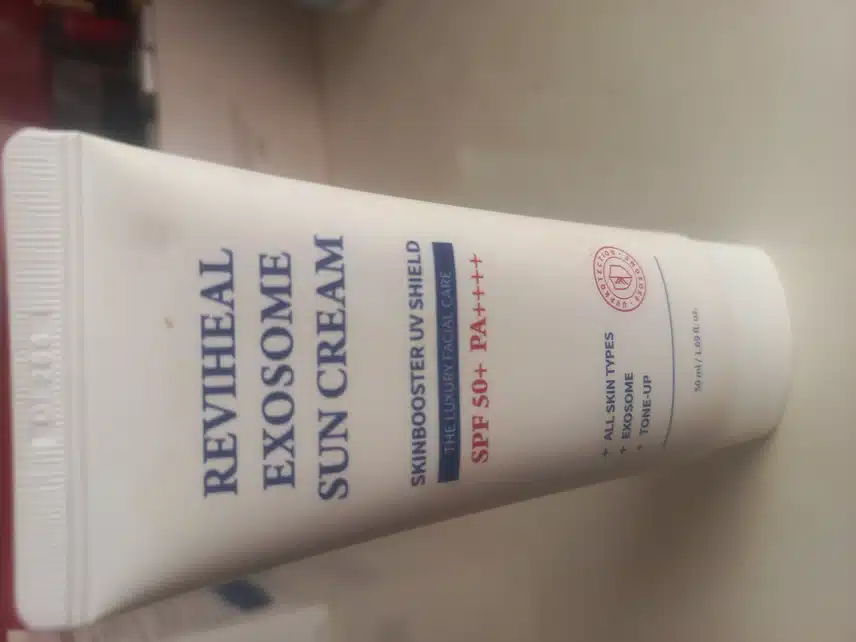 REVIHEAL
EXOSOME
SUN CREAM
SKINBOOSTER UV SHIELD
THE LUXURY FACIAL CARE
SPF 50+ PA++++
+ ALL SKIN TYPES
+ EXOSOME
+ TONE-UP
50 ml / 1.69 fl. oz.